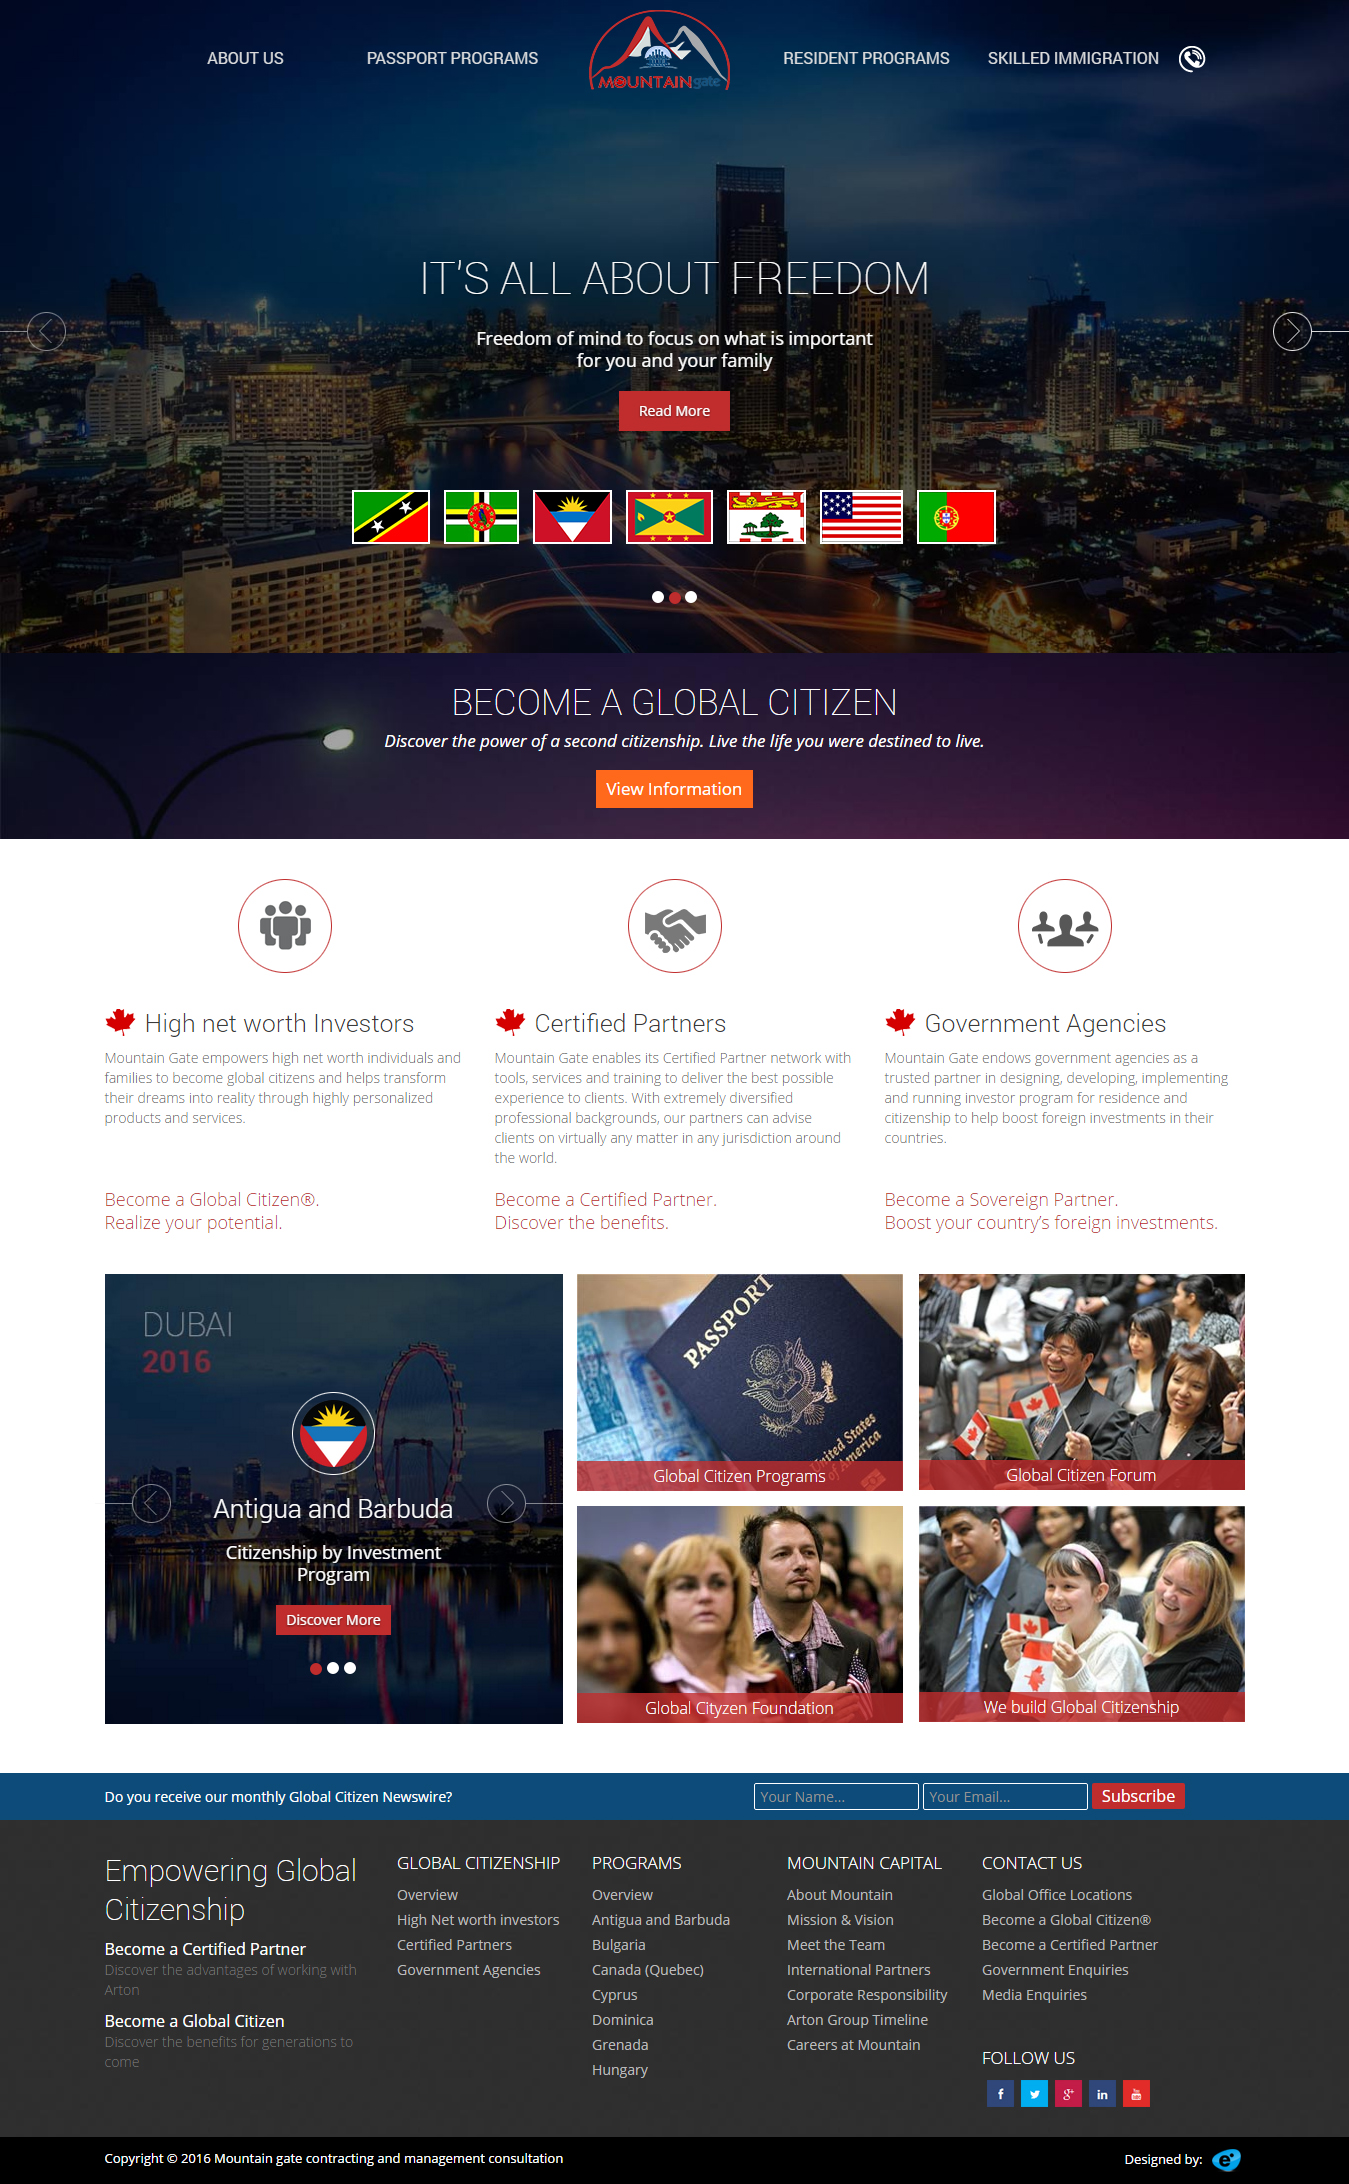 ABOUT US
PASSPORT PROGRAMS
MOUNTAIN gate
RESIDENT PROGRAMS
SKILLED IMMIGRATION
IT'S ALL ABOUT FREEDOM
Freedom of mind to focus on what is important
for you and your family
Read More
BECOME A GLOBAL CITIZEN
Discover the power of a second citizenship. Live the life you were destined to live.
View Information
High net worth Investors
Mountain Gate empowers high net worth individuals and
families to become global citizens and helps transform
their dreams into reality through highly personalized
products and services.
Become a Global Citizen®.
Realize your potential.
Certified Partners
Mountain Gate enables its Certified Partner network with
tools, services and training to deliver the best possible
experience to clients. With extremely diversified
professional backgrounds, our partners can advise
clients on virtually any matter in any jurisdiction around
the world.
Become a Certified Partner.
Discover the benefits.
Government Agencies
Mountain Gate endows government agencies as a
trusted partner in designing, developing, implementing
and running investor program for residence and
citizenship to help boost foreign investments in their
countries.
Become a Sovereign Partner.
Boost your country's foreign investments.
DUBAI
2016
Antigua and Barbuda
Citizenship by Investment
Program
Discover More
PASSPORT
United States
of America
Global Citizen Programs
Global Citizen Forum
Global Cityzen Foundation
We build Global Citizenship
Do you receive our monthly Global Citizen Newswire?
Your Name...
Your Email...
Subscribe
Empowering Global
Citizenship
Become a Certified Partner
Discover the advantages of working with
Arton
Become a Global Citizen
Discover the benefits for generations to
come
GLOBAL CITIZENSHIP
Overview
High Net worth investors
Certified Partners
Government Agencies
PROGRAMS
Overview
Antigua and Barbuda
Bulgaria
Canada (Quebec)
Cyprus
Dominica
Grenada
Hungary
MOUNTAIN CAPITAL
About Mountain
Mission & Vision
Meet the Team
International Partners
Corporate Responsibility
Arton Group Timeline
Careers at Mountain
CONTACT US
Global Office Locations
Become a Global Citizen®
Become a Certified Partner
Government Enquiries
Media Enquiries
FOLLOW US
Copyright © 2016 Mountain gate contracting and management consultation
Designed by: